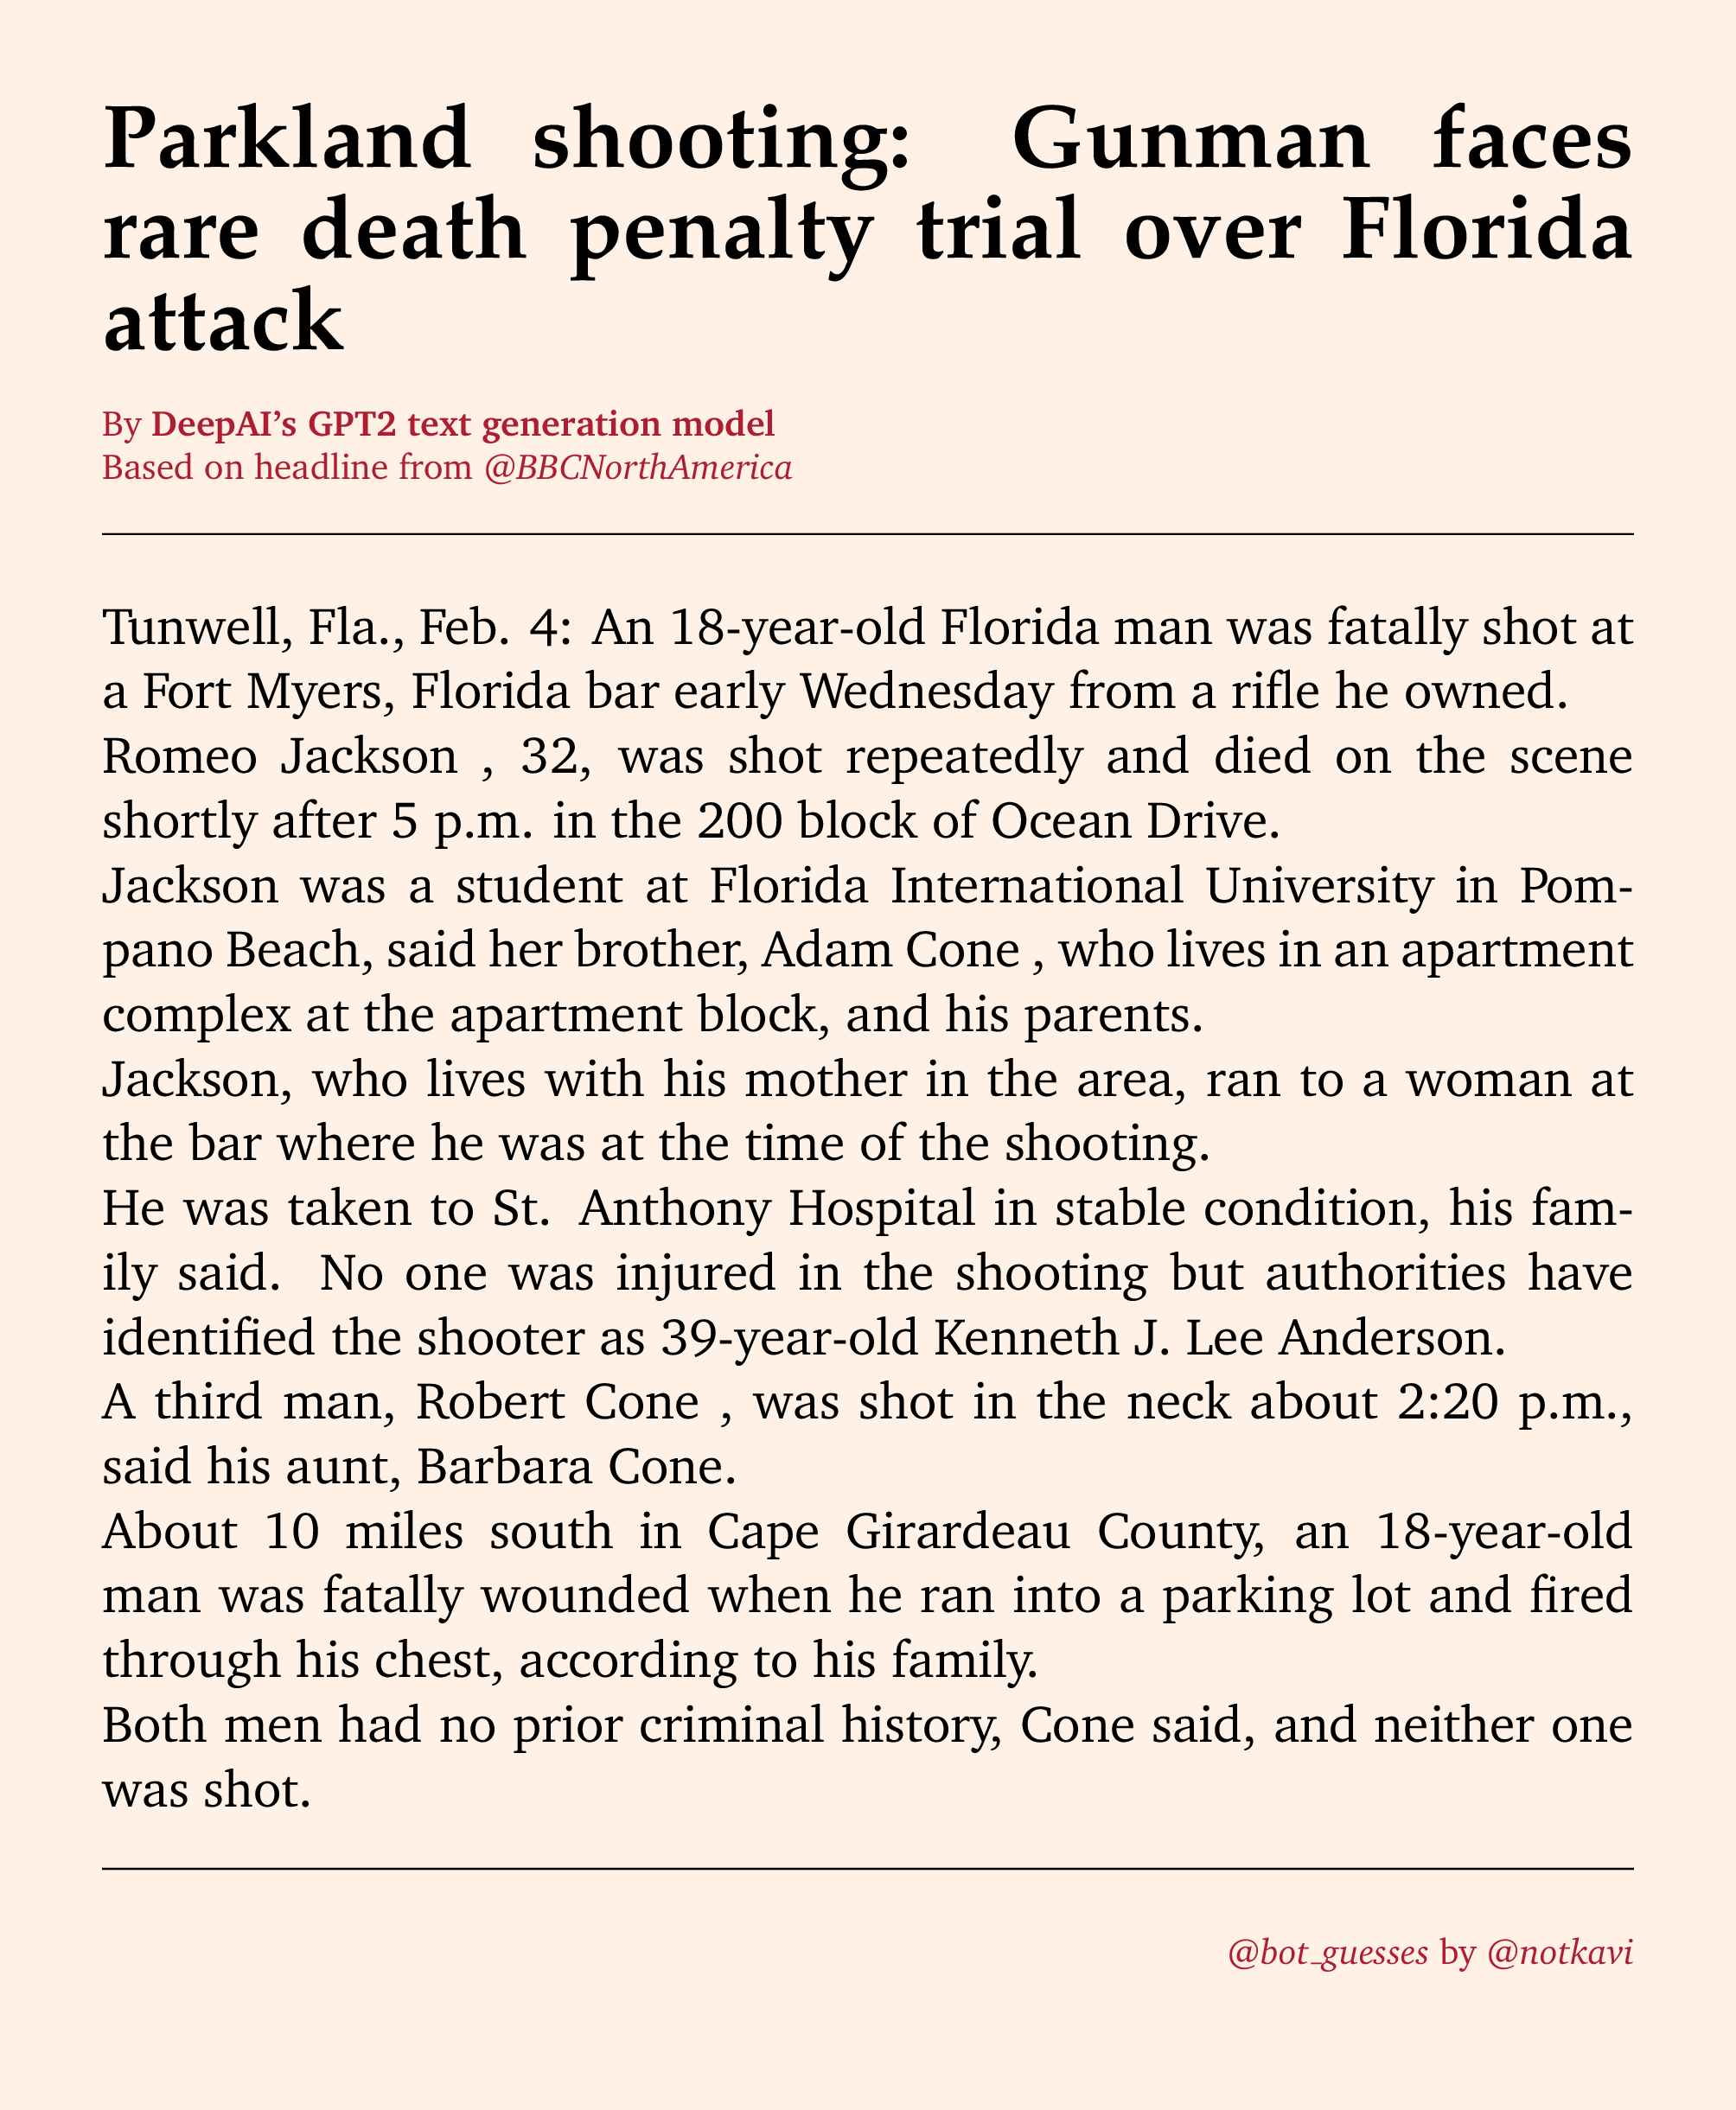 Parkland shooting: Gunman faces
rare death penalty trial over Florida
attack
By DeepAI's GPT2 text generation model
Based on headline from @BBCNorthAmerica
Tunwell, Fla., Feb. 4: An 18-year-old Florida man was fatally shot at
a Fort Myers, Florida bar early Wednesday from a rifle he owned.
Romeo Jackson , 32, was shot repeatedly and died on the scene
shortly after 5 p.m. in the 200 block of Ocean Drive.
Jackson was a student at Florida International University in Pom-
pano Beach, said her brother, Adam Cone , who lives in an apartment
complex at the apartment block, and his parents.
Jackson, who lives with his mother in the area, ran to a woman at
the bar where he was at the time of the shooting.
He was taken to St. Anthony Hospital in stable condition, his fam-
ily said. No one was injured in the shooting but authorities have
identified the shooter as 39-year-old Kenneth J. Lee Anderson.
A third man, Robert Cone , was shot in the neck about 2:20 p.m.,
said his aunt, Barbara Cone.
About 10 miles south in Cape Girardeau County, an 18-year-old
man was fatally wounded when he ran into a parking lot and fired
through his chest, according to his family.
Both men had no prior criminal history, Cone said, and neither one
was shot.
@bot_guesses by @notkavi